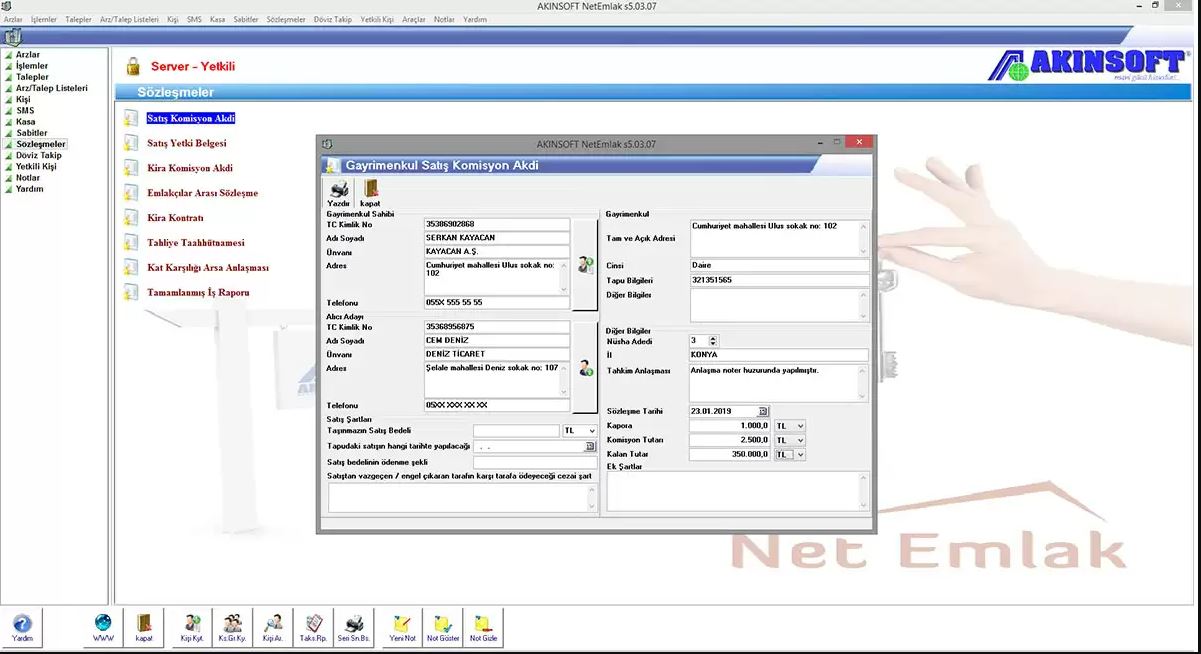 AKINSOFT NetEmlak s5.03.07
Arzlar İşlemler Talepler Arz/Talep Listeleri Kişi SMS Kasa Sabitler Sözleşmeler Döviz Takip Yetkili Kişi Araçlar Notlar Yardım
Arzlar
İşlemler
Talepler
Arz/Talep Listeleri
Kişi
SMS
Kasa
Sabitler
Sözleşmeler
Döviz Takip
Yetkili Kişi
Notlar
Yardım
Server - Yetkili
AKINSOFT
Sözleşmeler
Satış Komisyon Akdi
Satış Yetki Belgesi
Kira Komisyon Akdi
Emlakçılar Arası Sözleşme
Kira Kontratı
Tahliye Taahhütnamesi
Kat Karşılığı Arsa Anlaşması
Tamamlanmış İş Raporu
AKINSOFT NetEmlak s5.03.07
Gayrimenkul Satış Komisyon Akdi
Yazdır kapat
Gayrimenkul Sahibi
TC Kimlik No 35386902868
Adı Soyadı SERKAN KAYACAN
Ünvanı KAYACAN A.Ş.
Adres Cumhuriyet mahallesi Ulus sokak no:
102
Telefonu 055X 555 55 55
Alıcı Adayı
TC Kimlik No 35368956875
Adı Soyadı CEM DENİZ
Ünvanı DENİZ TİCARET
Adres Şelale mahallesi Deniz sokak no: 107
Telefonu 05XX XXX XX XX
Satış Şartları
Taşınmazın Satış Bedeli TL
Tapudaki satışın hangi tarihte yapılacağı . .
Satış bedelinin ödenme şekli
Satıştan vazgeçen / engel çıkaran tarafın karşı tarafa ödeyeceği cezai şart
Gayrimenkul
Tam ve Açık Adresi Cumhuriyet mahallesi Ulus sokak no: 102
Cinsi Daire
Tapu Bilgileri 321351565
Diğer Bilgiler
Diğer Bilgiler
Nüsha Adedi 3
İl KONYA
Tahkim Anlaşması Anlaşma noter huzurunda yapılmıştır.
Sözleşme Tarihi 23.01.2019
Kapora 1.000,0 TL
Komisyon Tutarı 2.500,0 TL
Kalan Tutar 350.000,0 TL
Ek Şartlar
Net Emlak
Yardım WWW kapat Kişi Kyt. Ks.Gr.Ky. Kişi Ar. Taks.Rp. Seri Sn.Bs. Yeni Not Not Göster Not Gizle